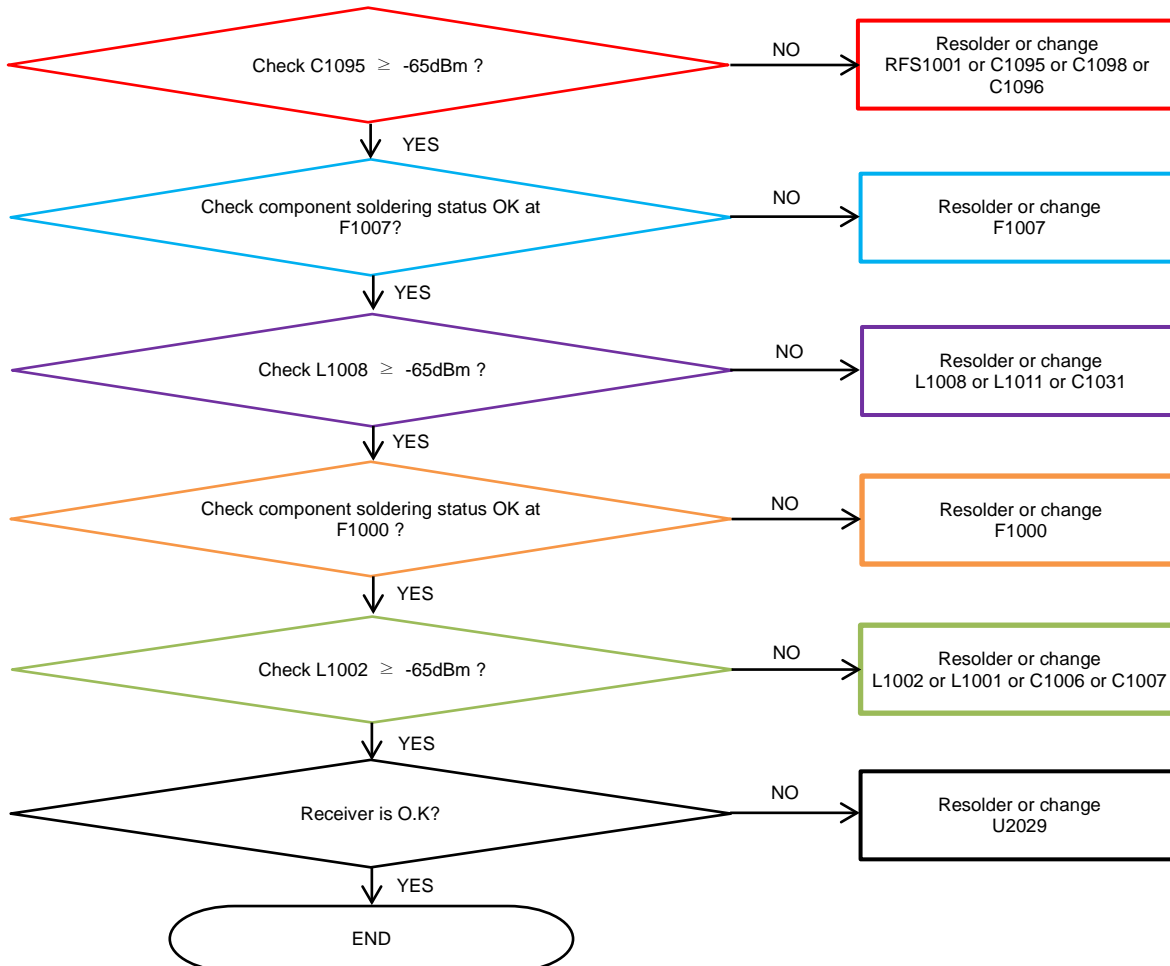 Check C1095 ≥ -65dBm ?
NO
Resolder or change
RFS1001 or C1095 or C1098 or
C1096
YES
Check component soldering status OK at
F1007?
NO
Resolder or change
F1007
YES
Check L1008 ≥ -65dBm ?
NO
Resolder or change
L1008 or L1011 or C1031
YES
Check component soldering status OK at
F1000 ?
NO
Resolder or change
F1000
YES
Check L1002 ≥ -65dBm ?
NO
Resolder or change
L1002 or L1001 or C1006 or C1007
YES
Receiver is O.K?
NO
Resolder or change
U2029
YES
END